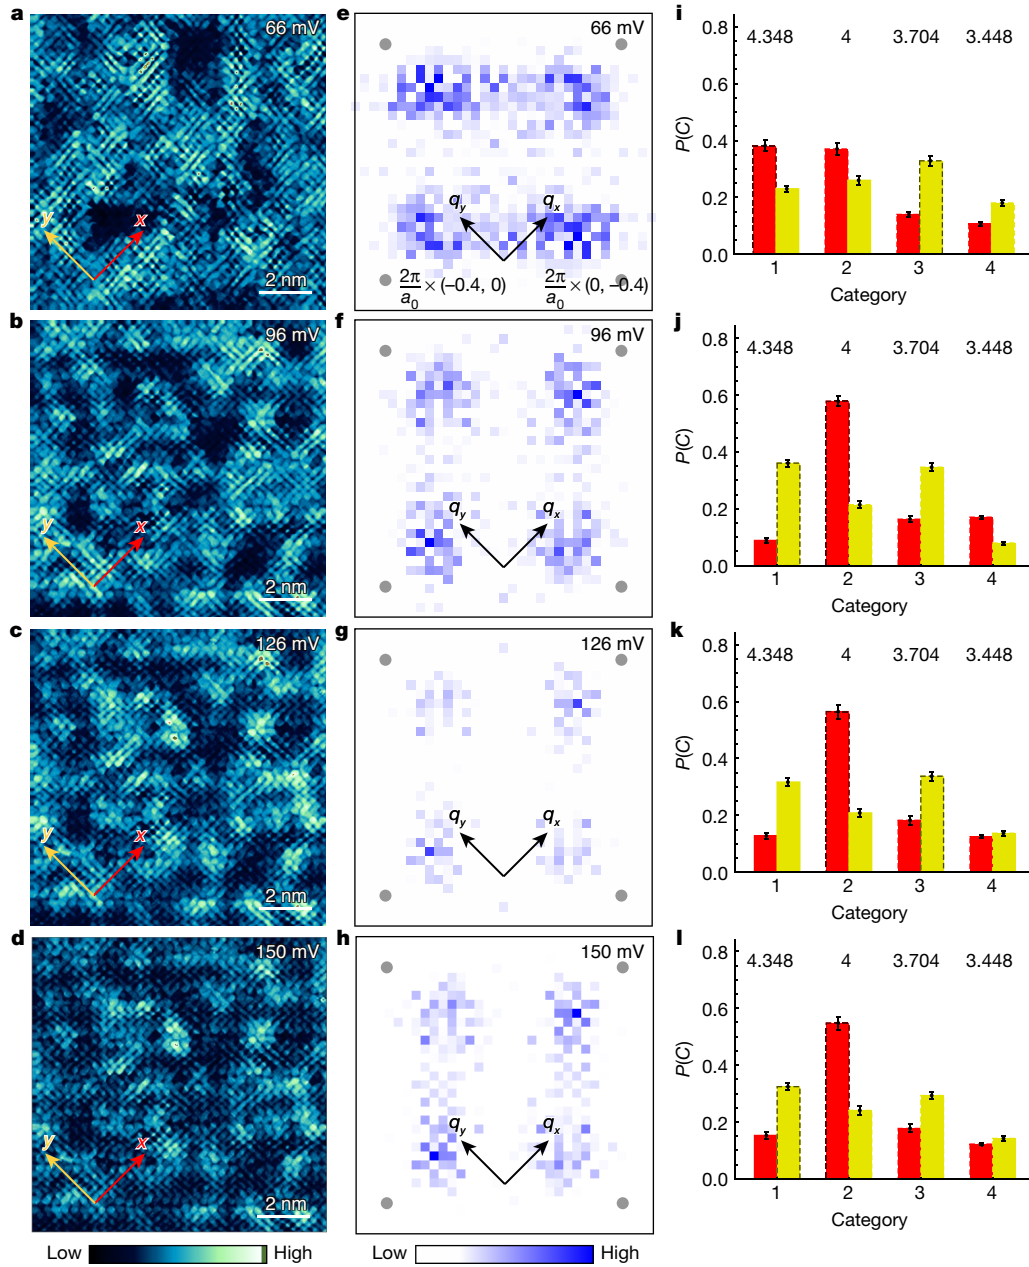 a
66 mV
y
x
2 nm
e
66 mV
q_y
q_x
2π/a_0 × (−0.4, 0)
2π/a_0 × (0, −0.4)
i
0.8
0.6
0.4
0.2
0.0
P(C)
4.348 4 3.704 3.448
1 2 3 4
Category
b
96 mV
y
x
2 nm
f
96 mV
q_y
q_x
j
0.8
0.6
0.4
0.2
0.0
P(C)
4.348 4 3.704 3.448
1 2 3 4
Category
c
126 mV
y
x
2 nm
g
126 mV
q_y
q_x
k
0.8
0.6
0.4
0.2
0.0
P(C)
4.348 4 3.704 3.448
1 2 3 4
Category
d
150 mV
y
x
2 nm
h
150 mV
q_y
q_x
l
0.8
0.6
0.4
0.2
0.0
P(C)
4.348 4 3.704 3.448
1 2 3 4
Category
Low High
Low High